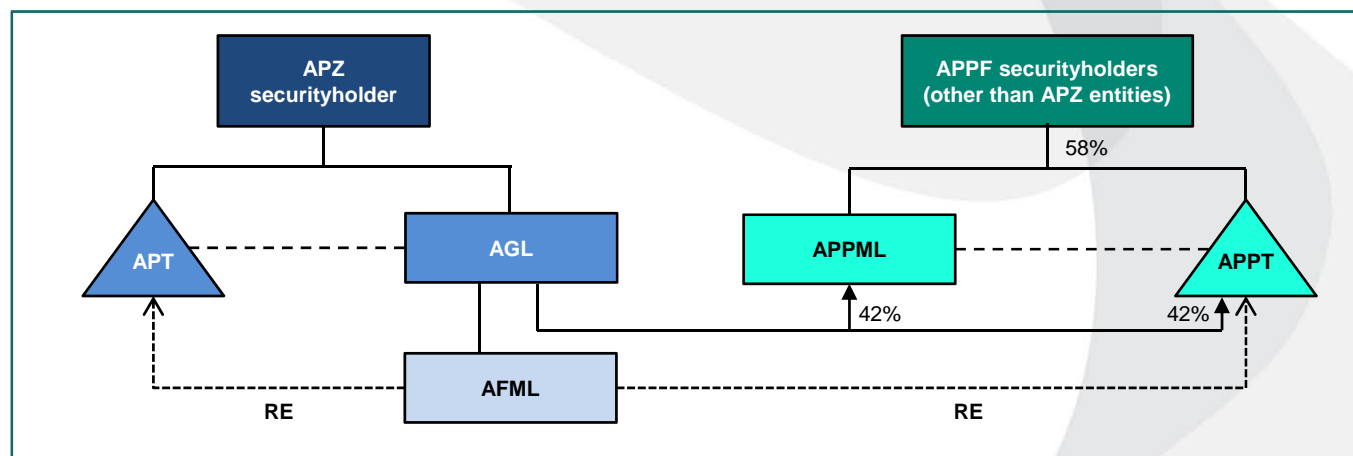 APZ
securityholder
APPF securityholders
(other than APZ entities)
58%
APT
AGL
APPML
APPT
42%
42%
AFML
RE
RE